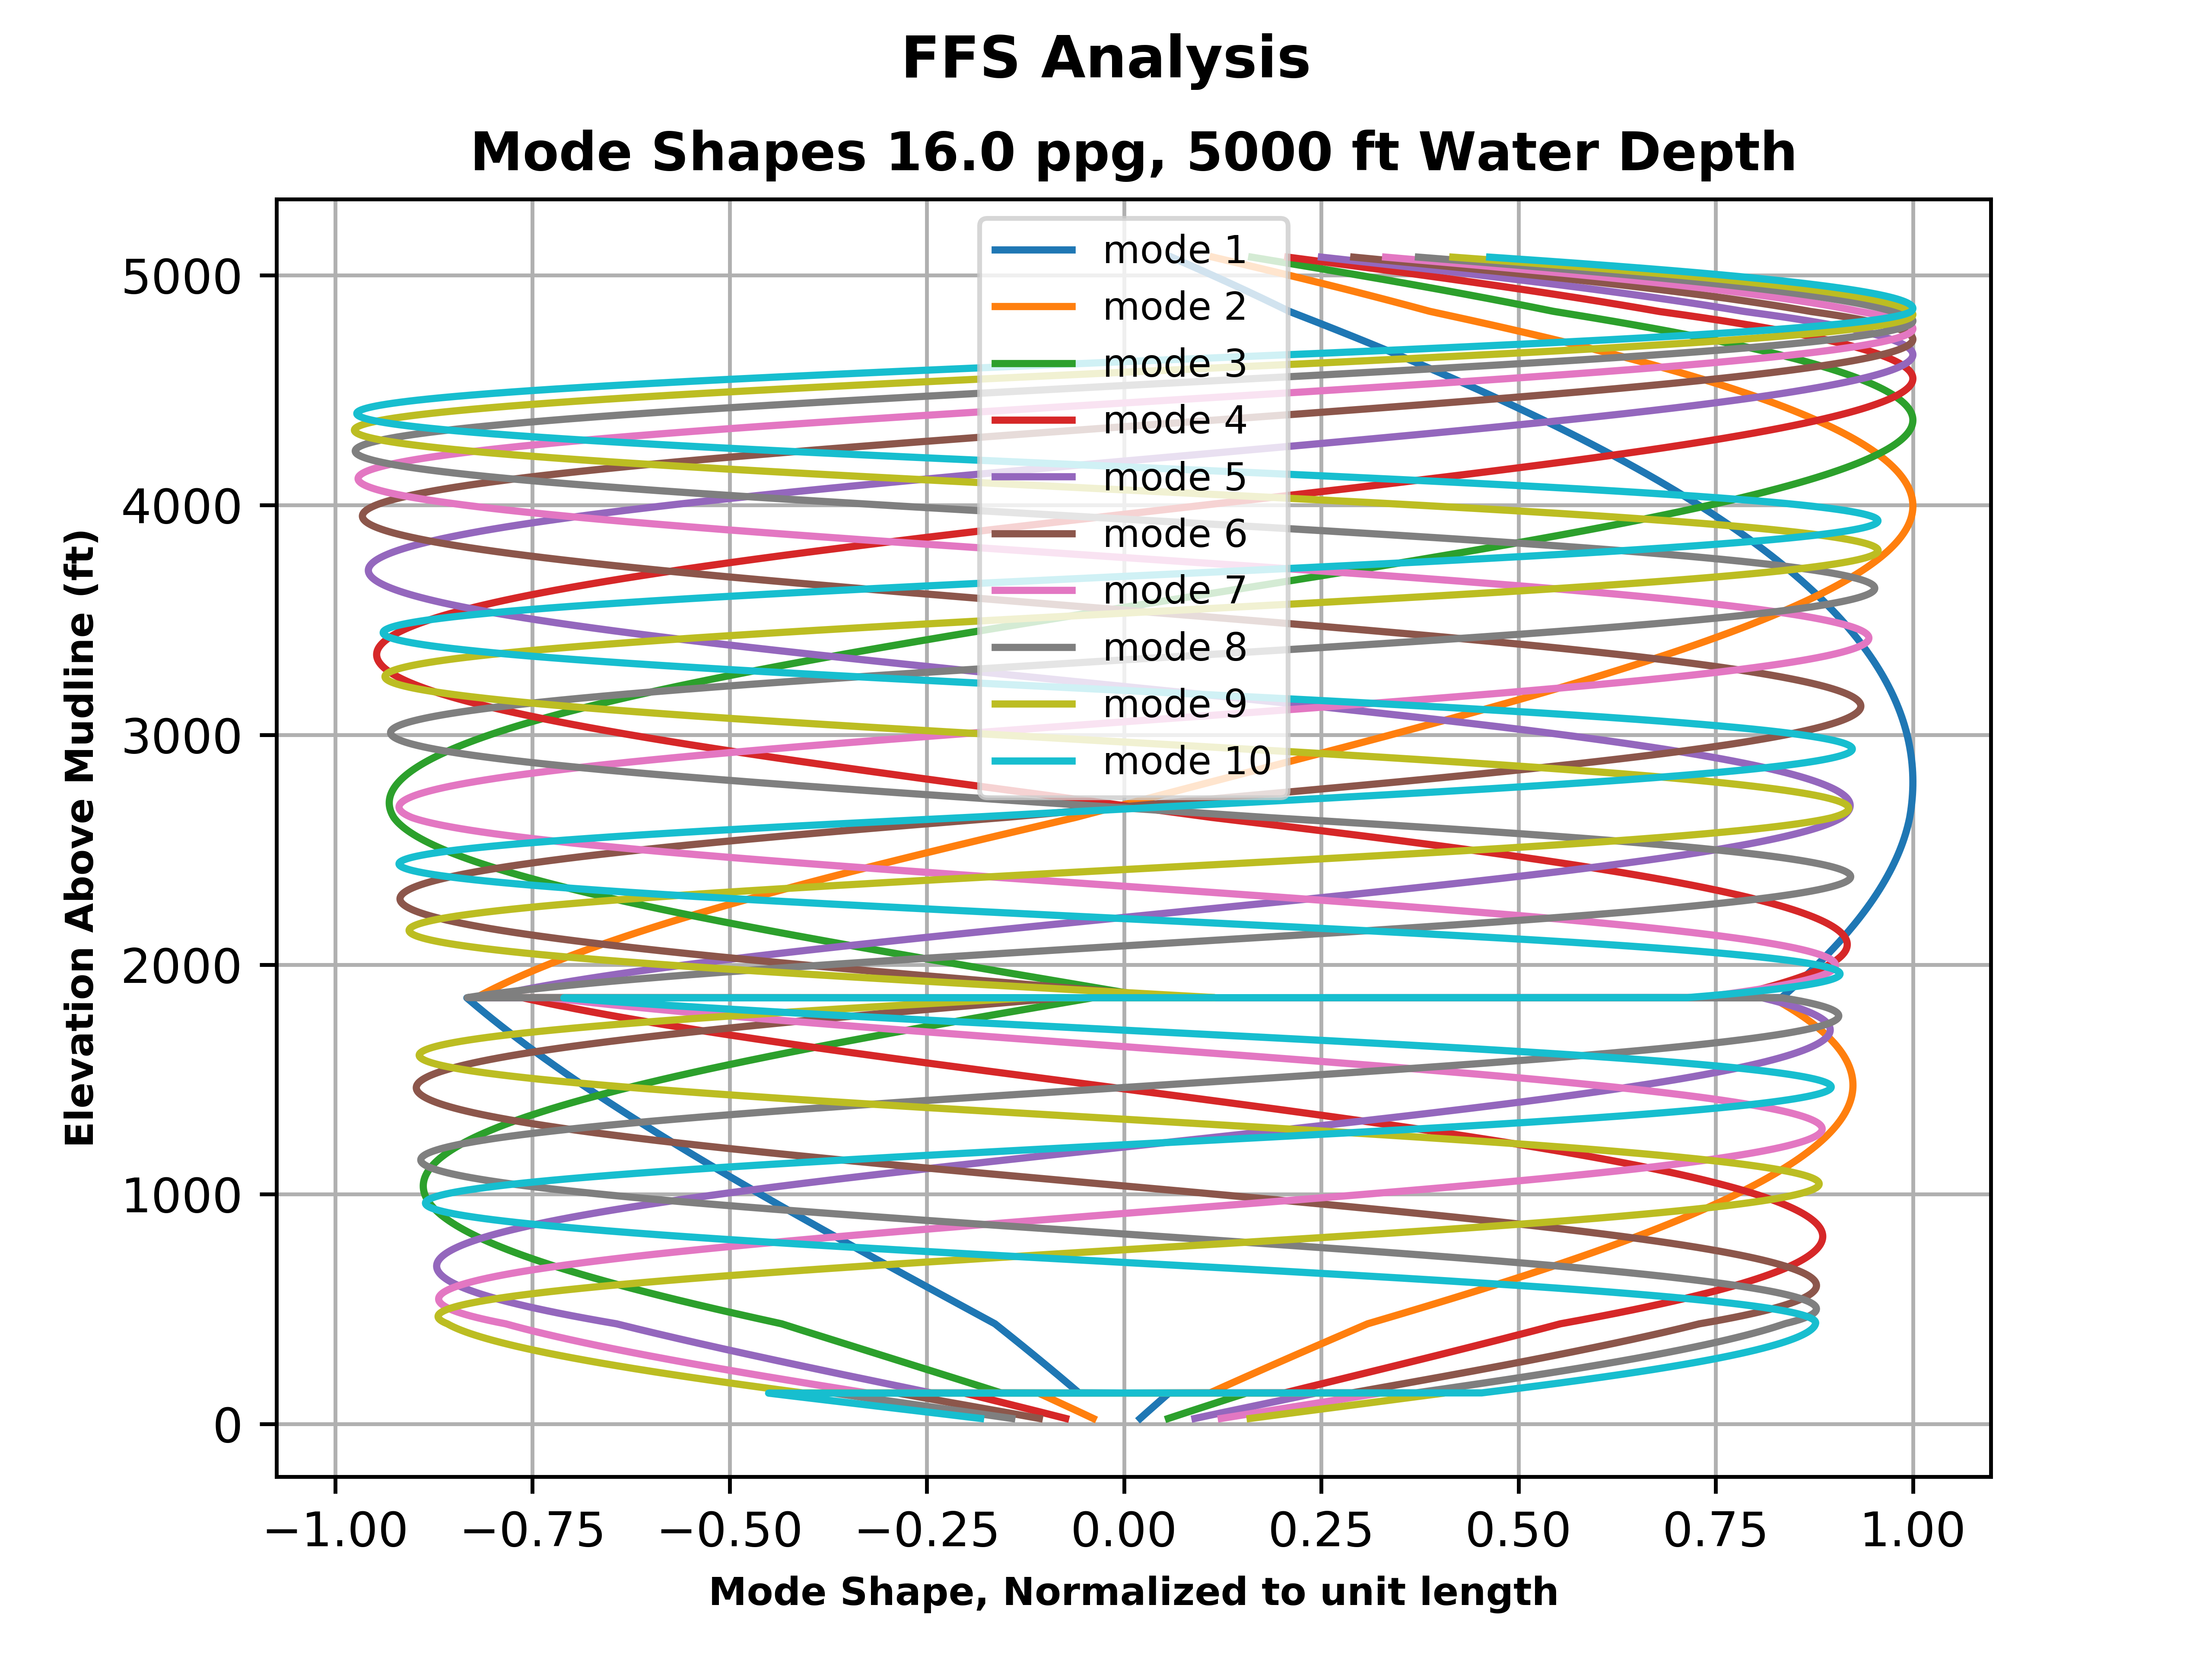 FFS Analysis
Mode Shapes 16.0 ppg, 5000 ft Water Depth
mode 1
mode 2
mode 3
mode 4
mode 5
mode 6
mode 7
mode 8
mode 9
mode 10
5000
4000
3000
2000
1000
0
Elevation Above Mudline (ft)
−1.00 −0.75 −0.50 −0.25 0.00 0.25 0.50 0.75 1.00
Mode Shape, Normalized to unit length